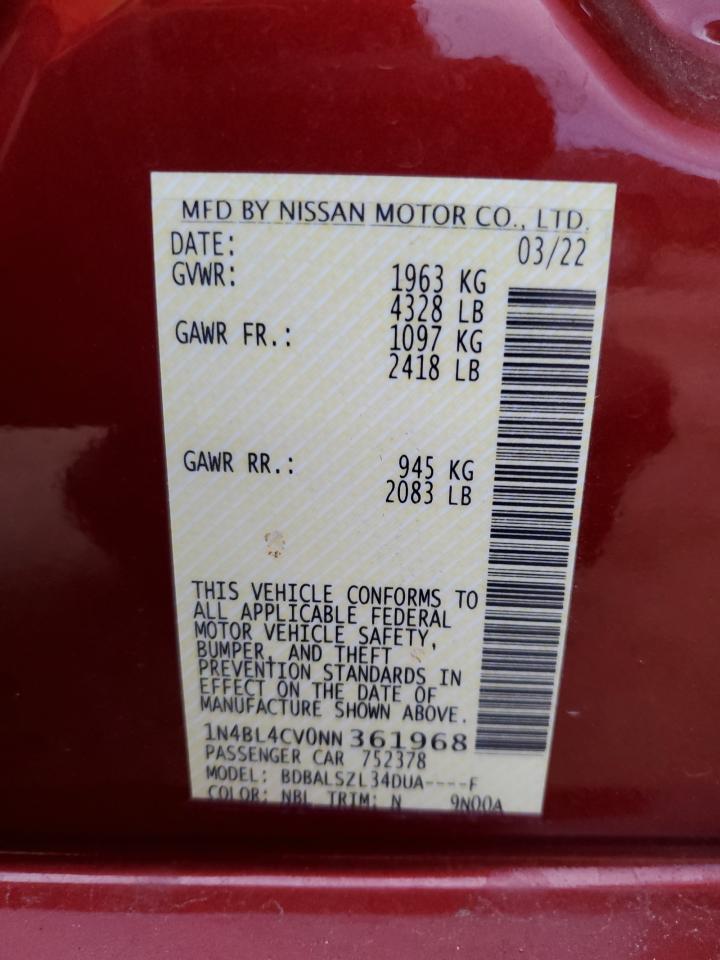 MFD BY NISSAN MOTOR CO., LTD.
DATE: 03/22
GVWR: 1963 KG
4328 LB
GAWR FR.: 1097 KG
2418 LB
GAWR RR.: 945 KG
2083 LB
THIS VEHICLE CONFORMS TO
ALL APPLICABLE FEDERAL
MOTOR VEHICLE SAFETY,
BUMPER, AND THEFT
PREVENTION STANDARDS IN
EFFECT ON THE DATE OF
MANUFACTURE SHOWN ABOVE.
1N4BL4CV0NN 361968
PASSENGER CAR 752378
MODEL: BDBALSZL34DUA----F
COLOR: NBL TRIM: N 9N00A